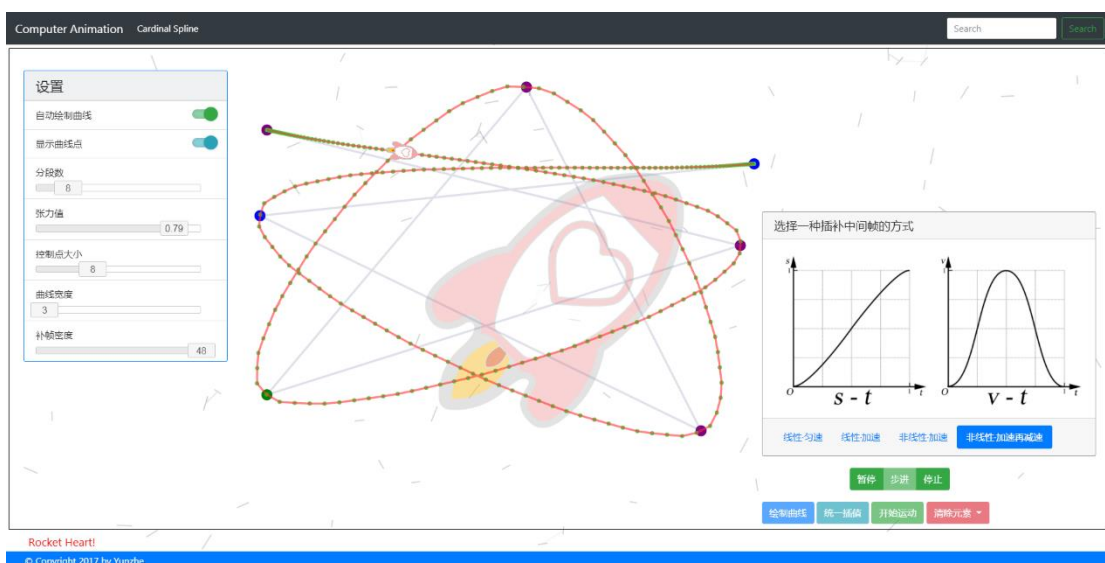 Computer Animation Cardinal Spline Search Search
设置
自动绘制曲线
显示曲线点
分段数
8
张力值
0.79
控制点大小
8
曲线宽度
3
补帧密度
48
选择一种插补中间帧的方式
s
1
O
1
t
s - t
v
1
O
1
t
v - t
线性·匀速 线性·加速 非线性·加速 非线性·加速再减速
暂停 步进 停止
绘制曲线 统一插值 开始运动 清除元素
Rocket Heart!
© Copyright 2017 by Yunzhe